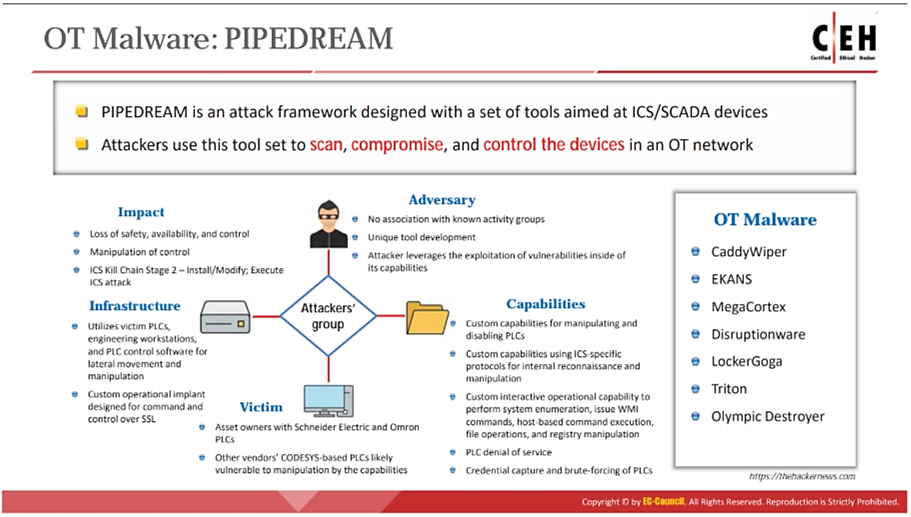 OT Malware: PIPEDREAM
C|EH
Certified Ethical Hacker
PIPEDREAM is an attack framework designed with a set of tools aimed at ICS/SCADA devices
Attackers use this tool set to scan, compromise, and control the devices in an OT network
Impact
Loss of safety, availability, and control
Manipulation of control
ICS Kill Chain Stage 2 – Install/Modify; Execute
ICS attack
Adversary
No association with known activity groups
Unique tool development
Attacker leverages the exploitation of vulnerabilities inside of
its capabilities
Infrastructure
Utilizes victim PLCs,
engineering workstations,
and PLC control software for
lateral movement and
manipulation
Custom operational implant
designed for command and
control over SSL
Attackers'
group
Capabilities
Custom capabilities for manipulating and
disabling PLCs
Custom capabilities using ICS-specific
protocols for internal reconnaissance and
manipulation
Custom interactive operational capability to
perform system enumeration, issue WMI
commands, host-based command execution,
file operations, and registry manipulation
PLC denial of service
Credential capture and brute-forcing of PLCs
Victim
Asset owners with Schneider Electric and Omron
PLCs
Other vendors' CODESYS-based PLCs likely
vulnerable to manipulation by the capabilities
OT Malware
CaddyWiper
EKANS
MegaCortex
Disruptionware
LockerGoga
Triton
Olympic Destroyer
https://thehackernews.com
Copyright © by EC-Council. All Rights Reserved. Reproduction is Strictly Prohibited.